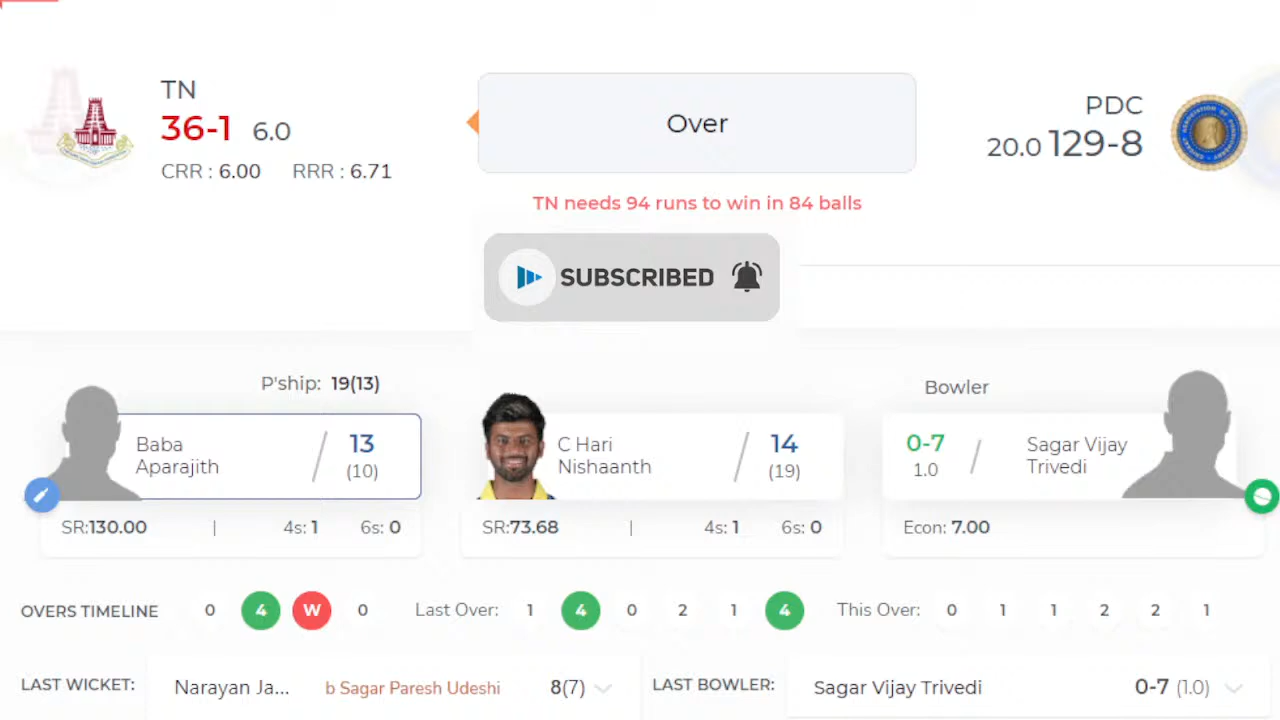 TN
36-1 6.0
CRR : 6.00 RRR : 6.71
Over
TN needs 94 runs to win in 84 balls
PDC
20.0 129-8
SUBSCRIBED
P'ship: 19(13)
Baba
Aparajith
13
(10)
SR:130.00 | 4s: 1 6s: 0
C Hari
Nishaanth
14
(19)
SR:73.68 | 4s: 1 6s: 0
Bowler
0-7
1.0
Sagar Vijay
Trivedi
Econ: 7.00
OVERS TIMELINE 0 4 W 0 Last Over: 1 4 0 2 1 4 This Over: 0 1 1 2 2 1
LAST WICKET: Narayan Ja... b Sagar Paresh Udeshi 8(7) LAST BOWLER: Sagar Vijay Trivedi 0-7 (1.0)